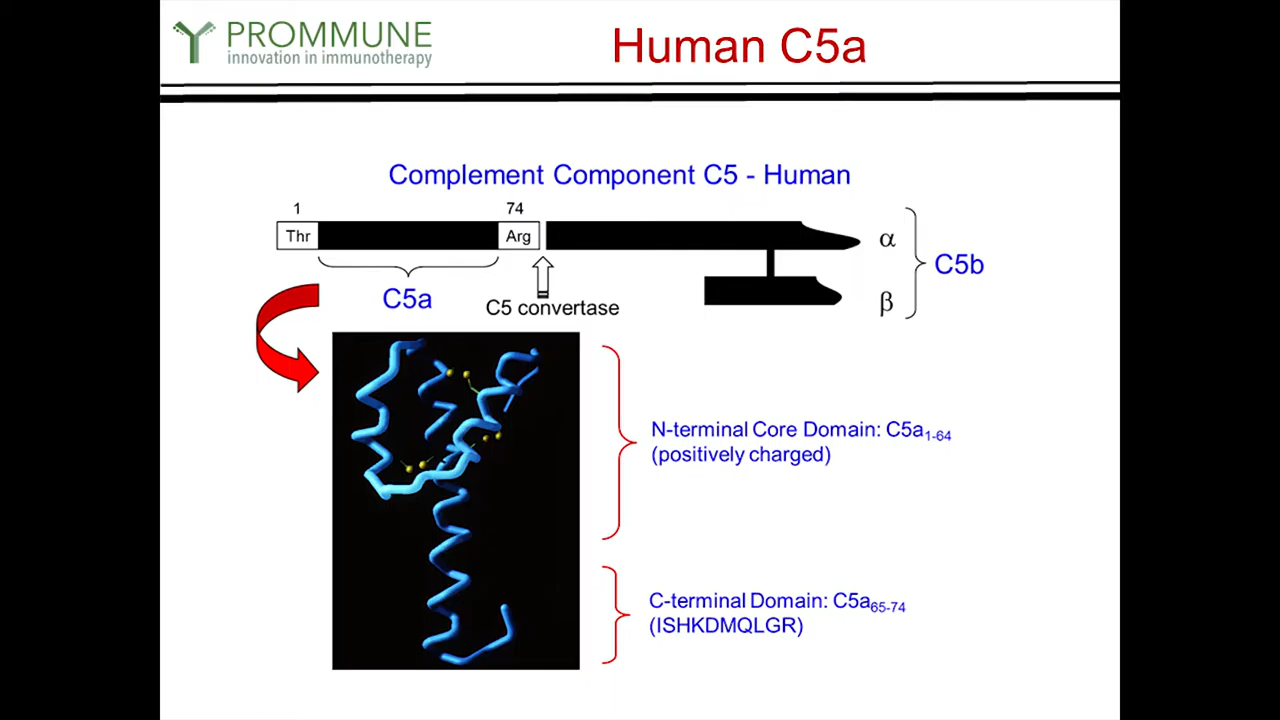 PROMMUNE
innovation in immunotherapy
Human C5a
Complement Component C5 - Human
1
74
Thr
Arg
α
C5b
C5a
C5 convertase
β
N-terminal Core Domain: C5a1-64
(positively charged)
C-terminal Domain: C5a65-74
(ISHKDMQLGR)